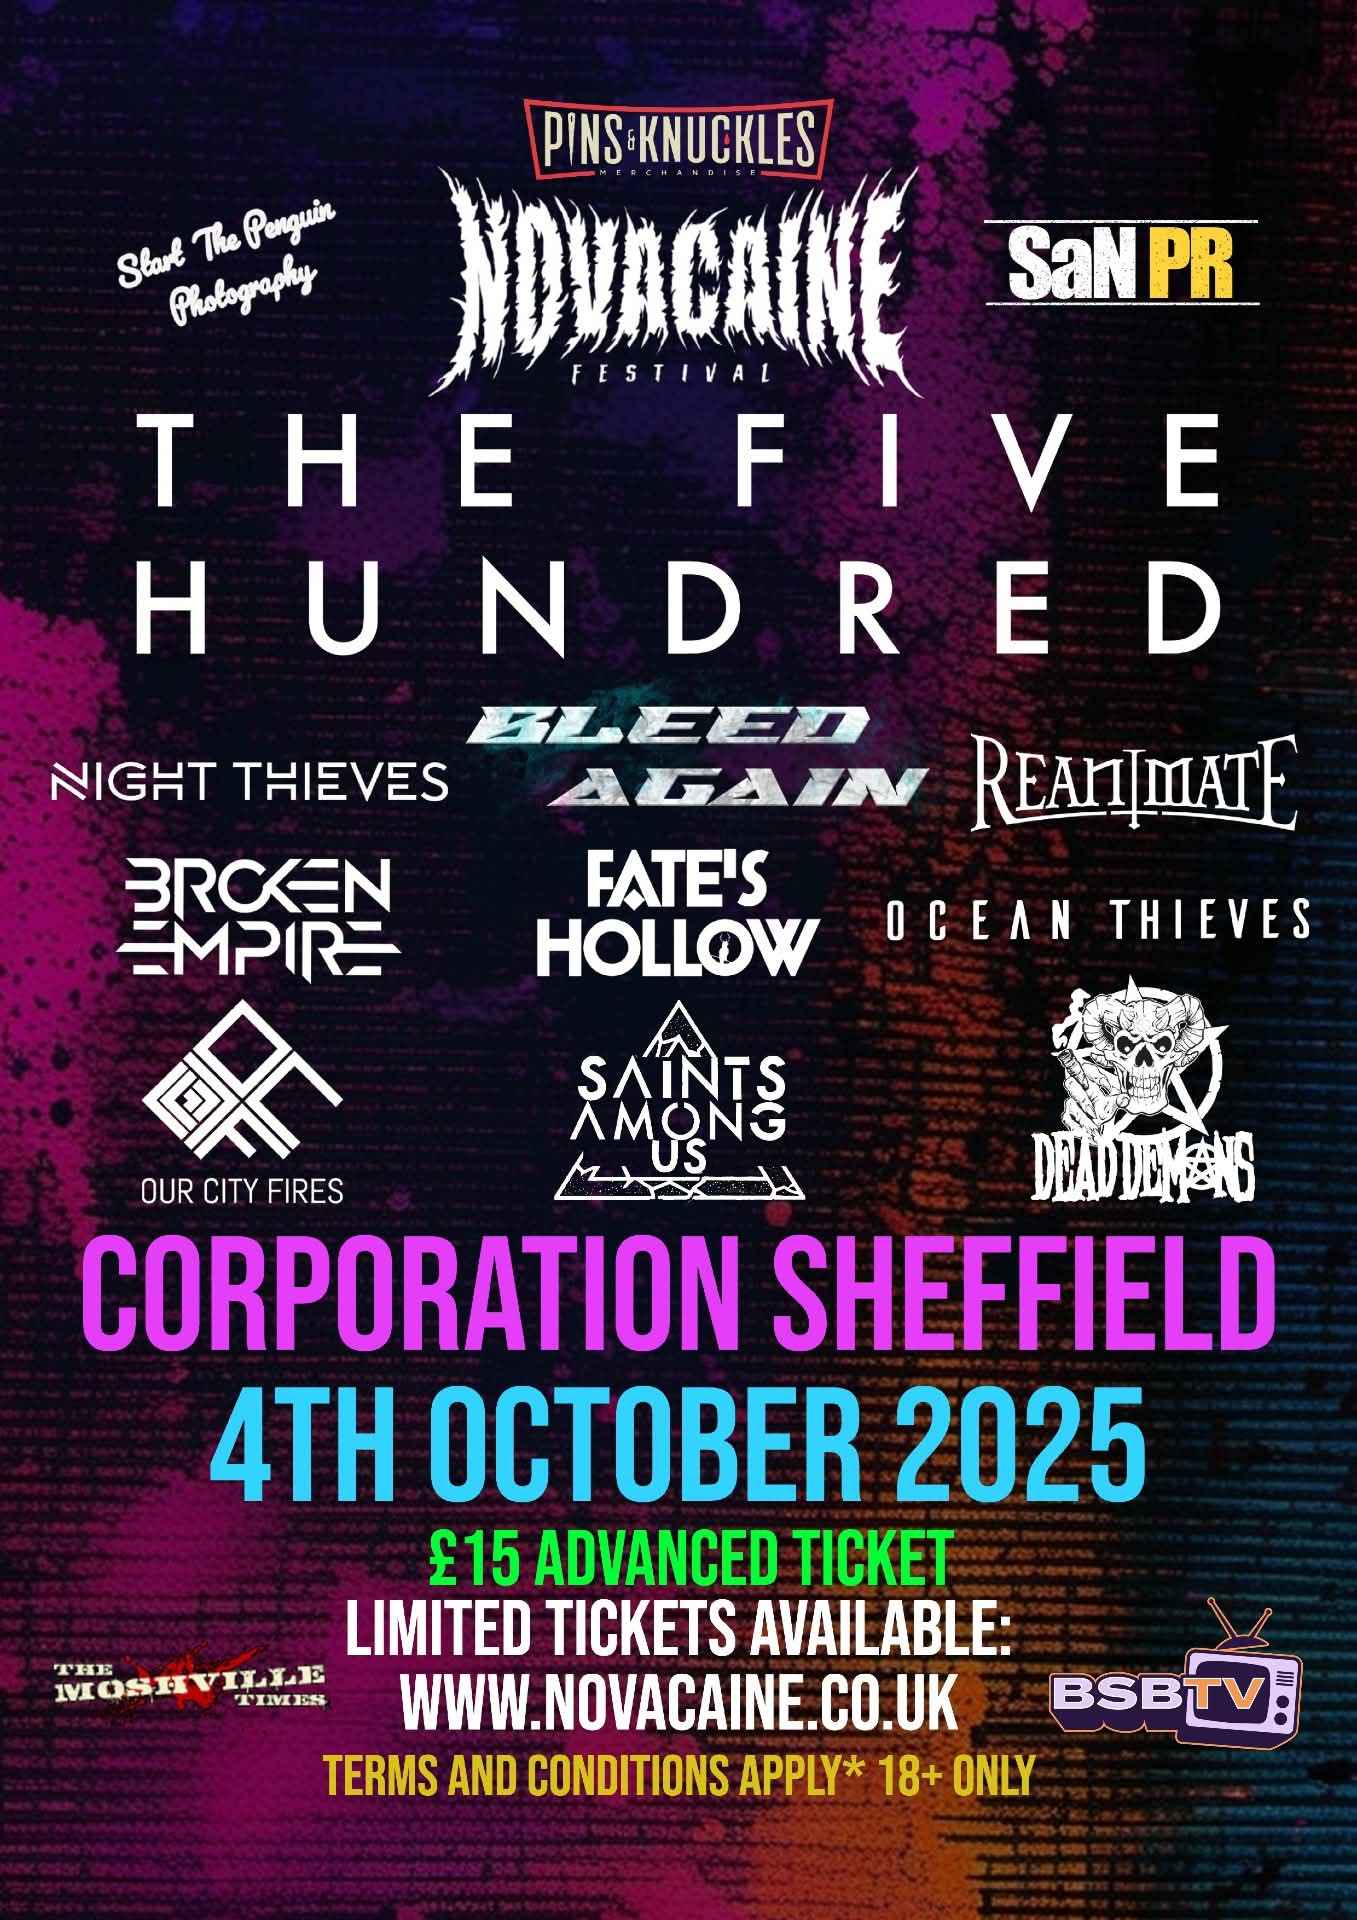 PINS & KNUCKLES
MERCHANDISE
Start The Penguin
Photography
NOVACAINE
FESTIVAL
SaN PR
THE FIVE
HUNDRED
NIGHT THIEVES
BLEED
AGAIN
REANIMATE
BROKEN
EMPIRE
FATE'S
HOLLOW
OCEAN THIEVES
OUR CITY FIRES
SAINTS
AMONG
US
DEAD DEMONS
CORPORATION SHEFFIELD
4TH OCTOBER 2025
£15 ADVANCED TICKET
LIMITED TICKETS AVAILABLE:
WWW.NOVACAINE.CO.UK
THE
MOSHVILLE
TIMES
BSBTV
TERMS AND CONDITIONS APPLY* 18+ ONLY